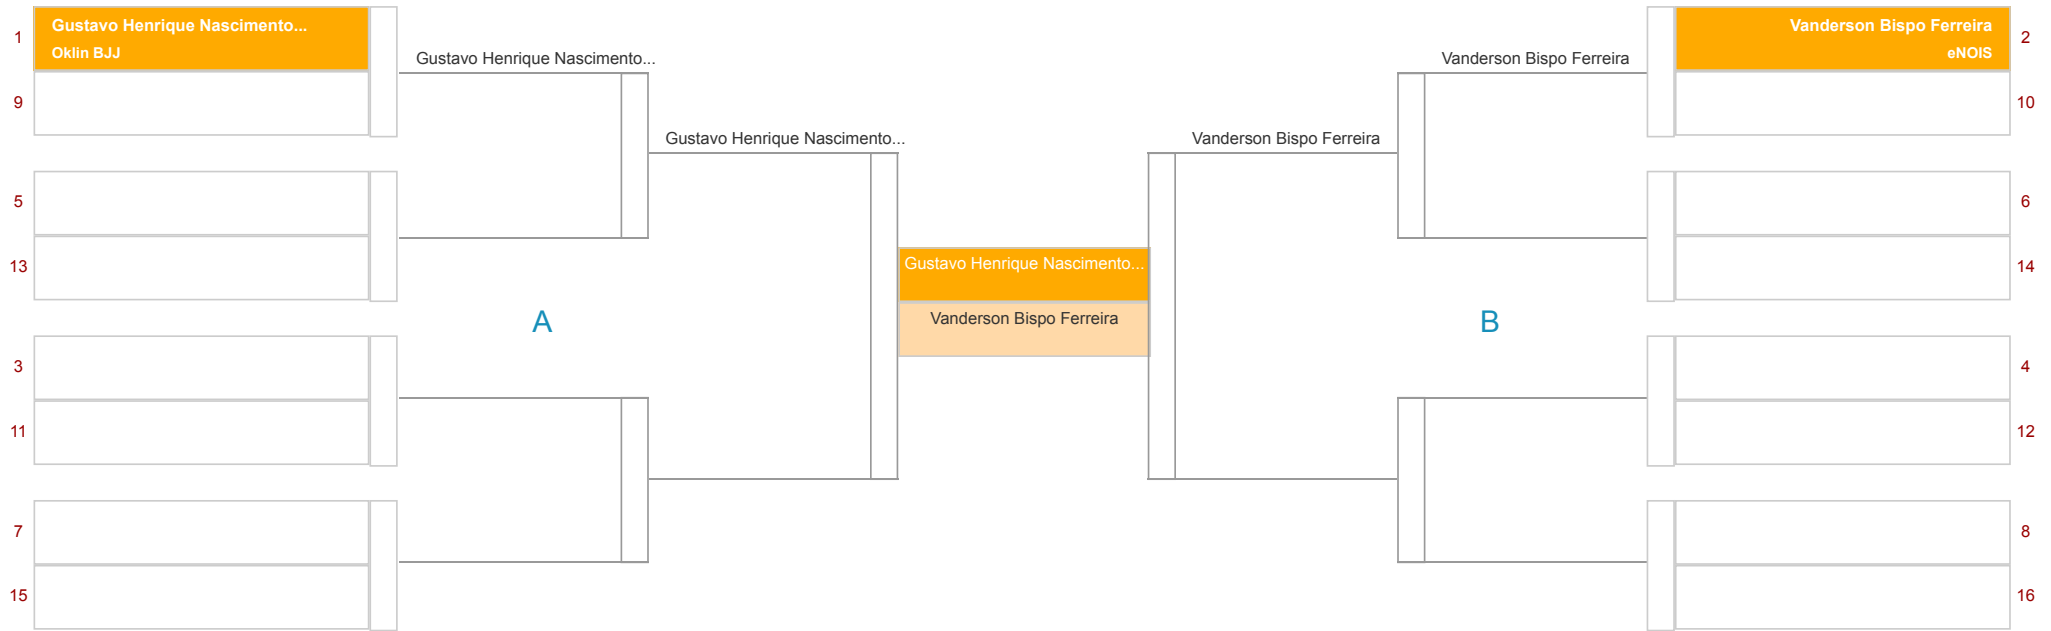 1
Gustavo Henrique Nascimento...
Oklin BJJ
9
5
13
3
11
7
15
Gustavo Henrique Nascimento...
Gustavo Henrique Nascimento...
A
Gustavo Henrique Nascimento...
Vanderson Bispo Ferreira
Vanderson Bispo Ferreira
B
Vanderson Bispo Ferreira
Vanderson Bispo Ferreira
eNOIS
2
10
6
14
4
12
8
16